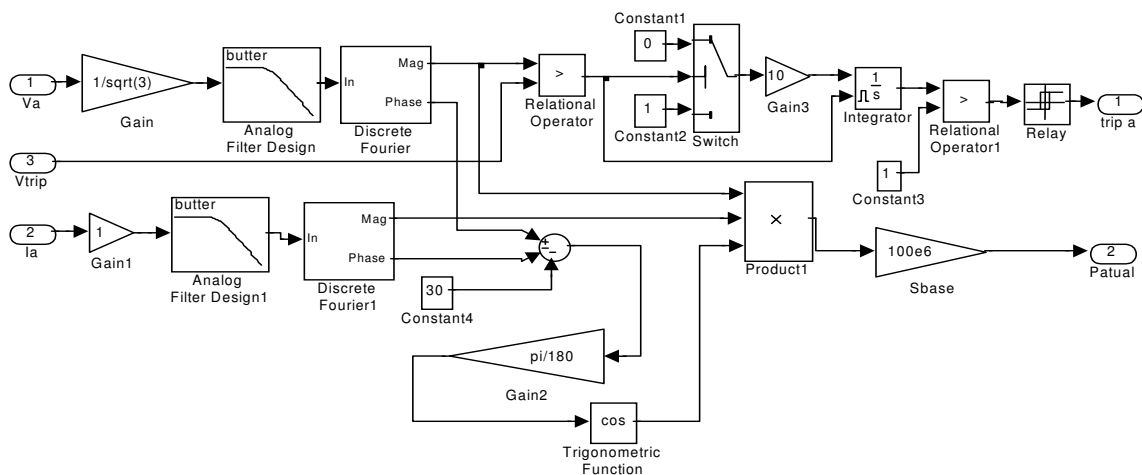 1
Va
1/sqrt(3)
Gain
butter
Analog
Filter Design
In
Mag
Phase
Discrete
Fourier
>
Relational
Operator
Constant1
0
1
Constant2
Switch
10
Gain3
1
s
Integrator
>
Relational
Operator1
Relay
1
trip a
3
Vtrip
1
Constant3
2
Ia
1
Gain1
butter
Analog
Filter Design1
In
Mag
Phase
Discrete
Fourier1
+
−
−
30
Constant4
×
Product1
100e6
Sbase
2
Patual
pi/180
Gain2
cos
Trigonometric
Function